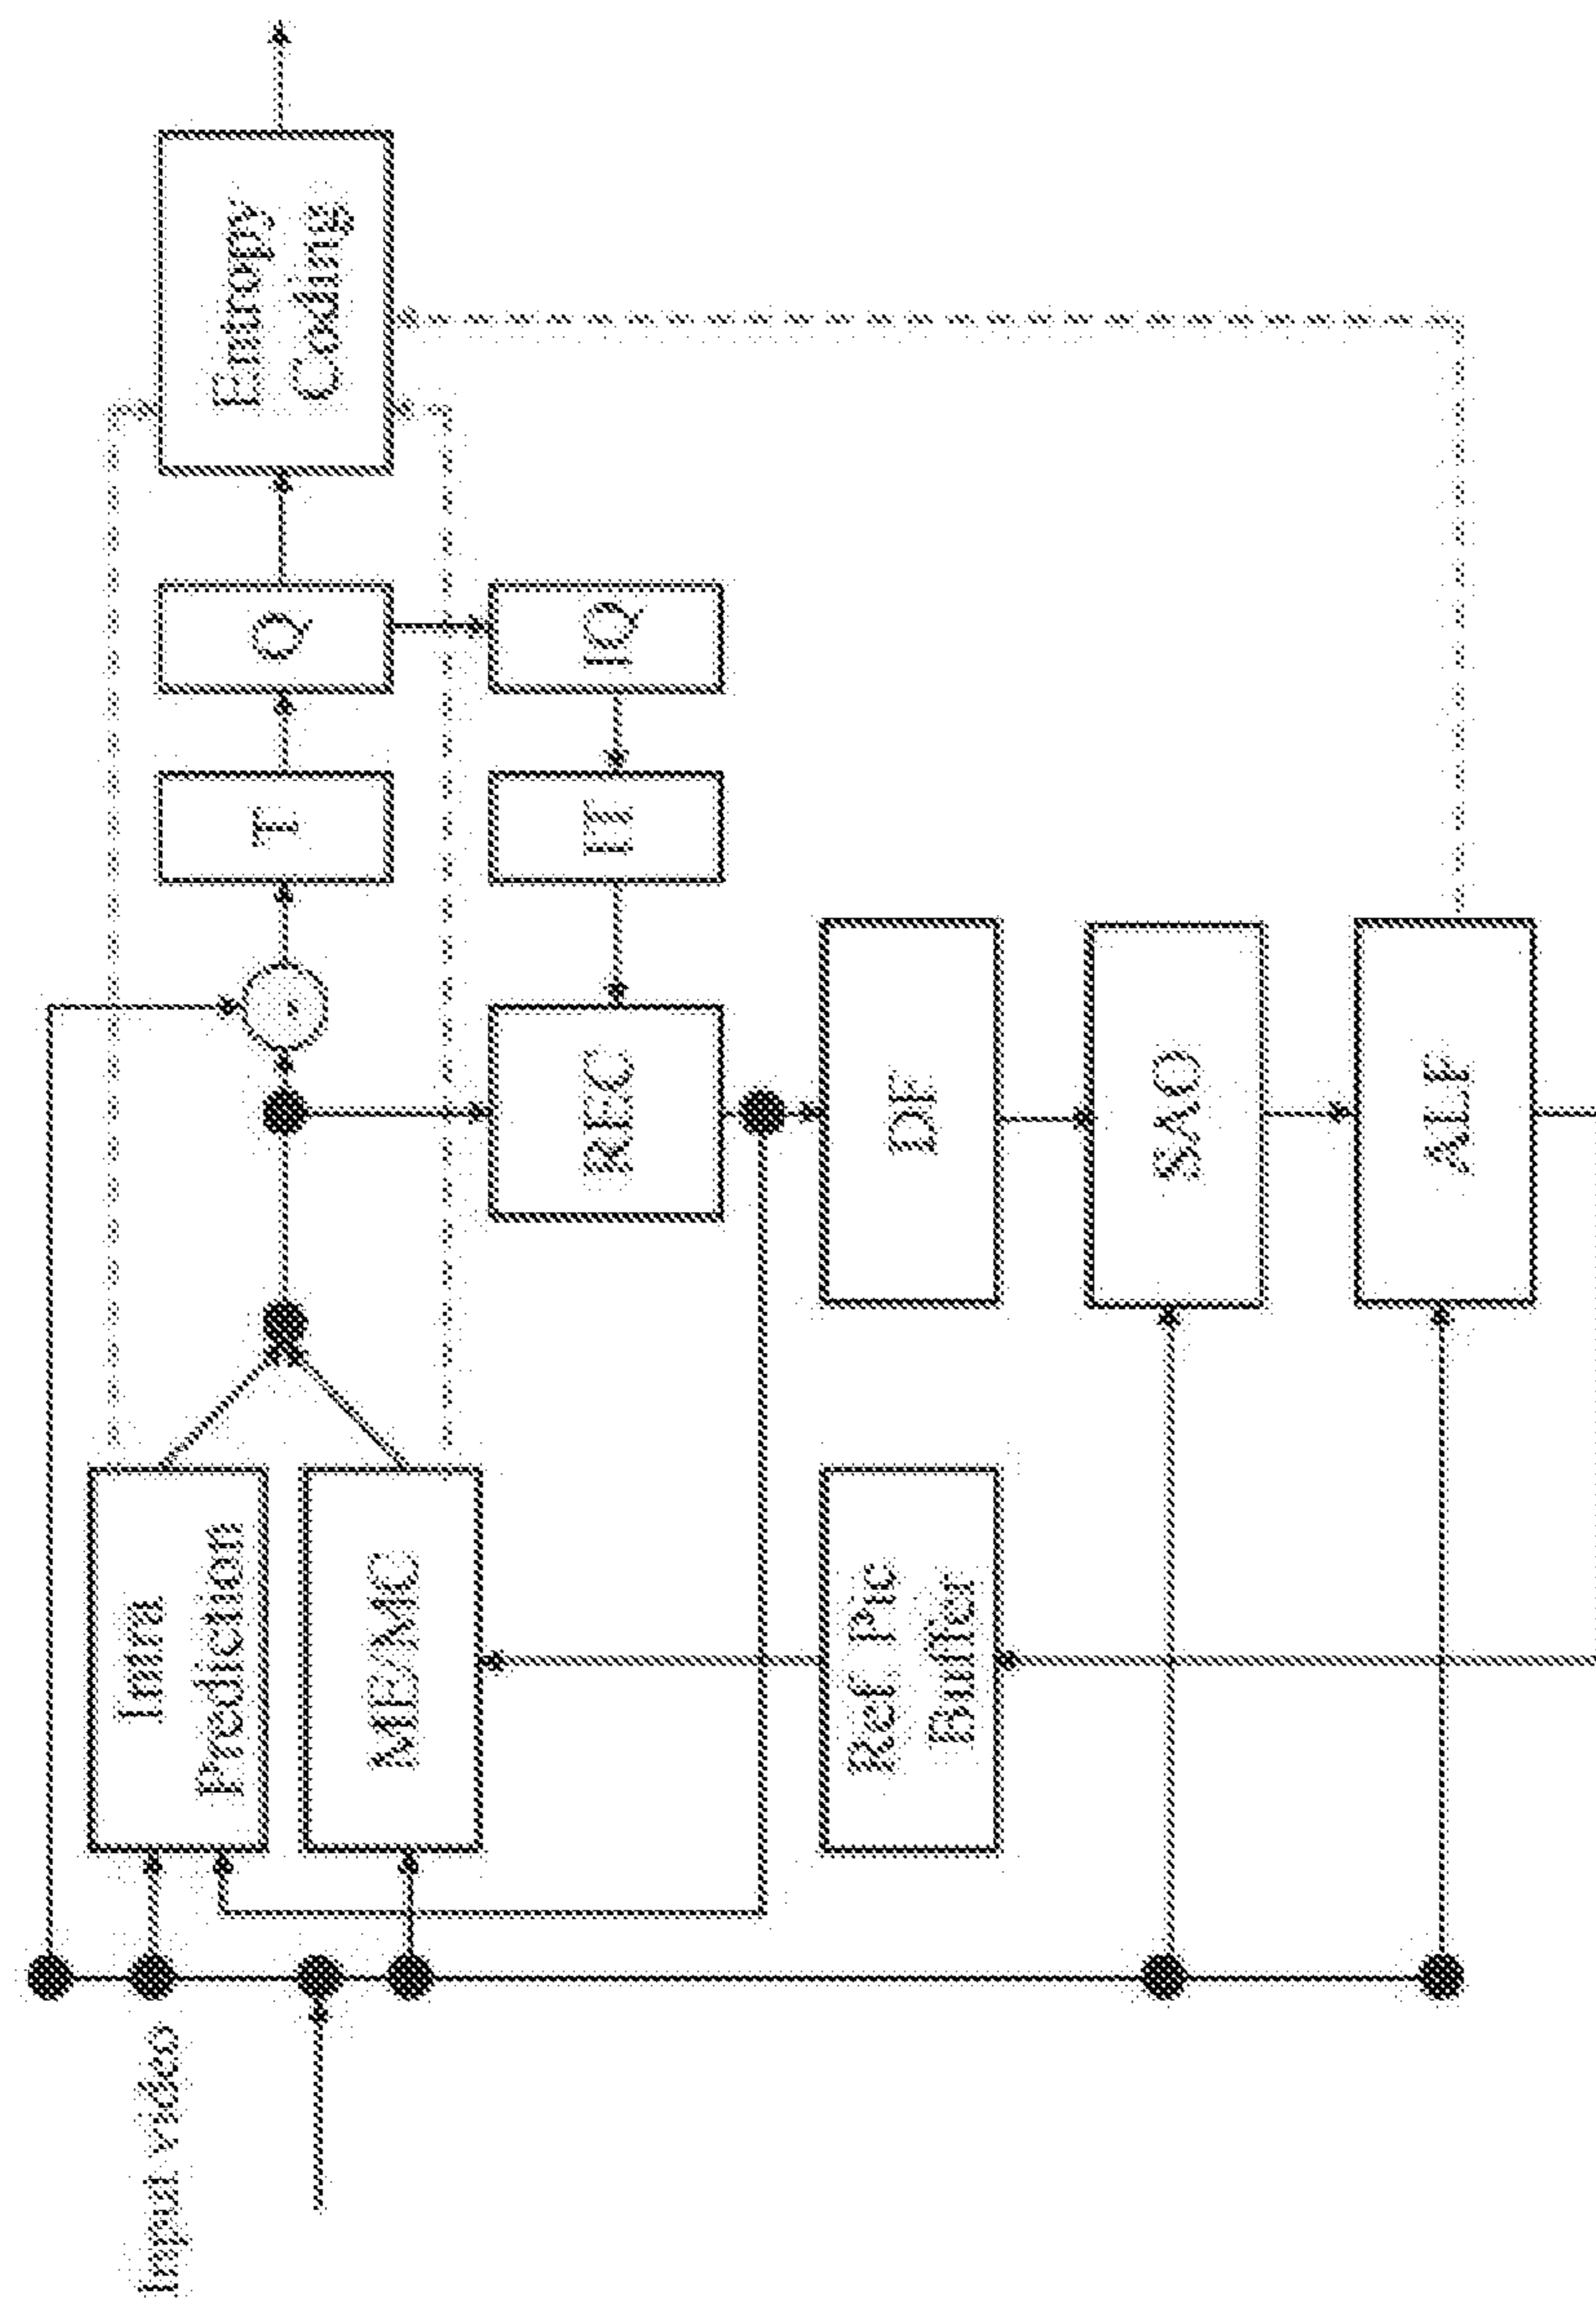 Input video
Intra
Prediction
ME/MC
T
Q
Entropy
Coding
REC
IT
IQ
Ref Pic
Buffer
DF
SAO
ALF